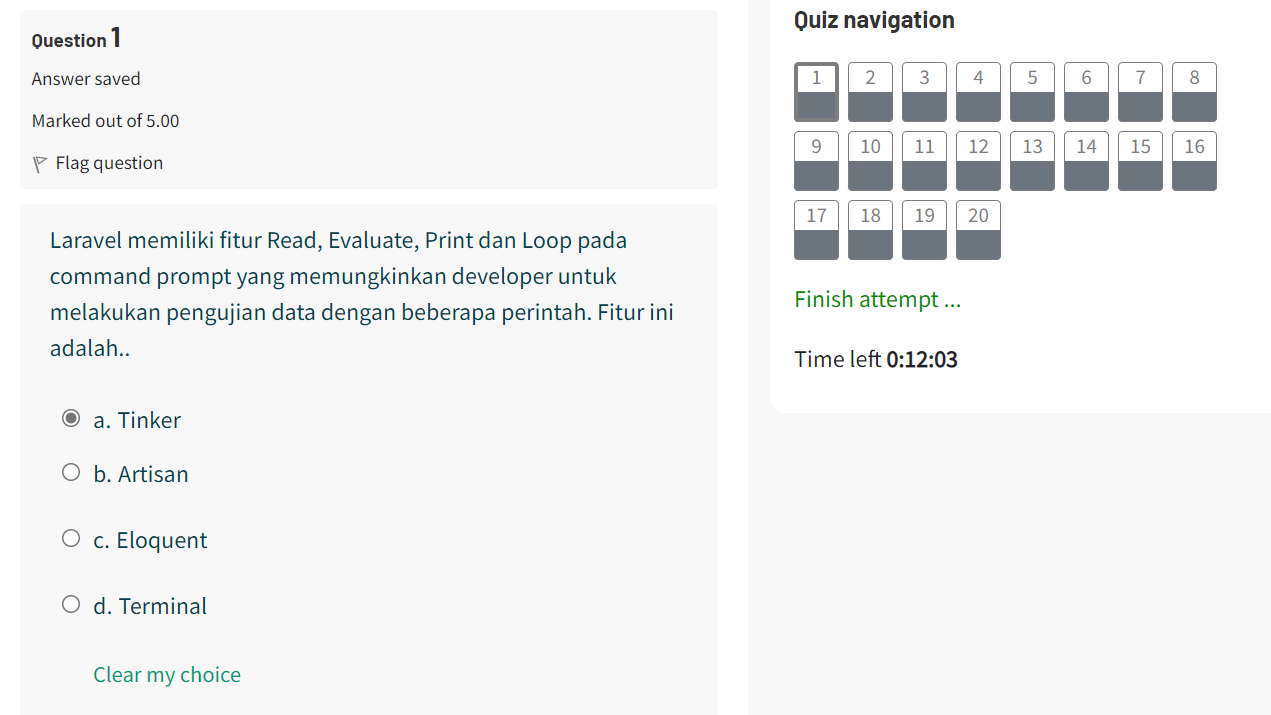 Question 1
Answer saved
Marked out of 5.00
Flag question
Laravel memiliki fitur Read, Evaluate, Print dan Loop pada
command prompt yang memungkinkan developer untuk
melakukan pengujian data dengan beberapa perintah. Fitur ini
adalah..
a. Tinker
b. Artisan
c. Eloquent
d. Terminal
Clear my choice
Quiz navigation
1 2 3 4 5 6 7 8
9 10 11 12 13 14 15 16
17 18 19 20
Finish attempt ...
Time left 0:12:03